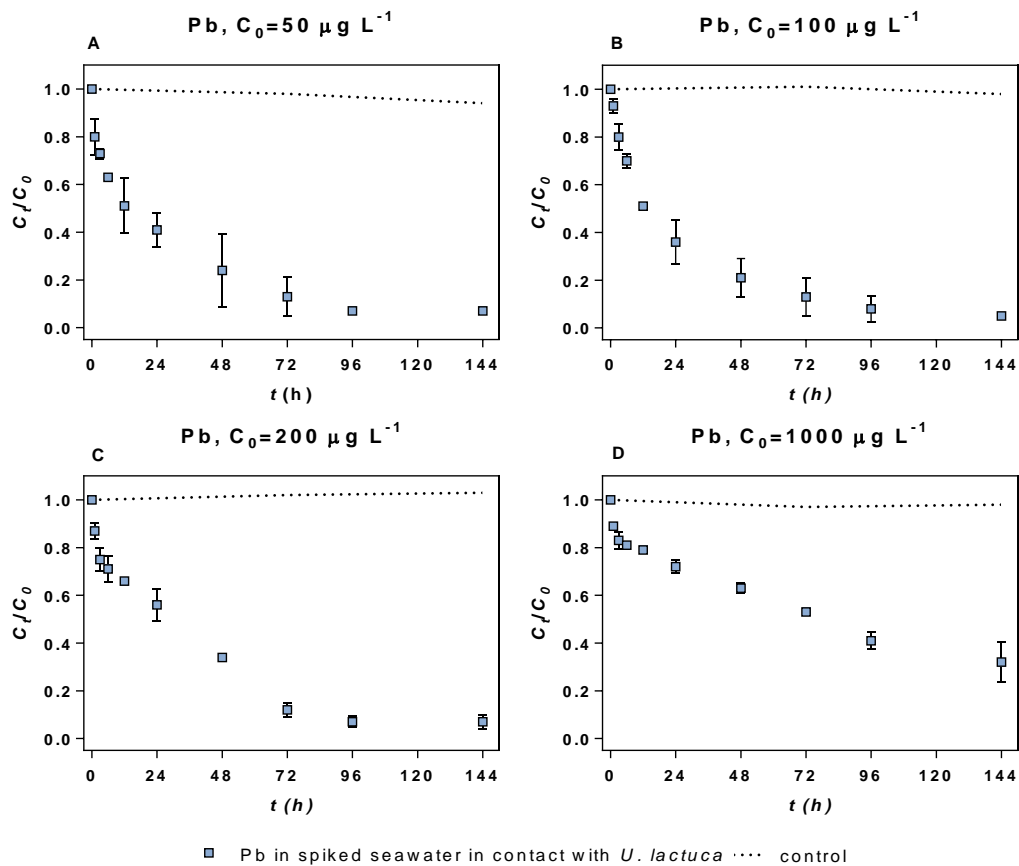 Pb, C0=50 µg L-1
A
Ct/C0
1.0
0.8
0.6
0.4
0.2
0.0
0 24 48 72 96 120 144
t (h)
Pb, C0=100 µg L-1
B
Ct/C0
1.0
0.8
0.6
0.4
0.2
0.0
0 24 48 72 96 120 144
t (h)
Pb, C0=200 µg L-1
C
Ct/C0
1.0
0.8
0.6
0.4
0.2
0.0
0 24 48 72 96 120 144
t (h)
Pb, C0=1000 µg L-1
D
Ct/C0
1.0
0.8
0.6
0.4
0.2
0.0
0 24 48 72 96 120 144
t (h)
Pb in spiked seawater in contact with U. lactuca control